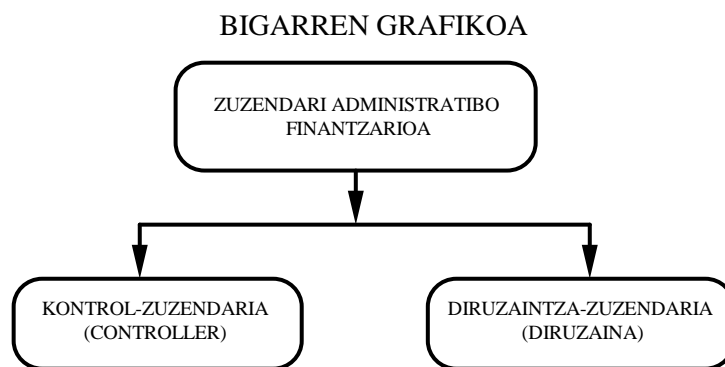 BIGARREN GRAFIKOA
ZUZENDARI ADMINISTRATIBO
FINANTZARIOA
KONTROL-ZUZENDARIA
(CONTROLLER)
DIRUZAINTZA-ZUZENDARIA
(DIRUZAINA)